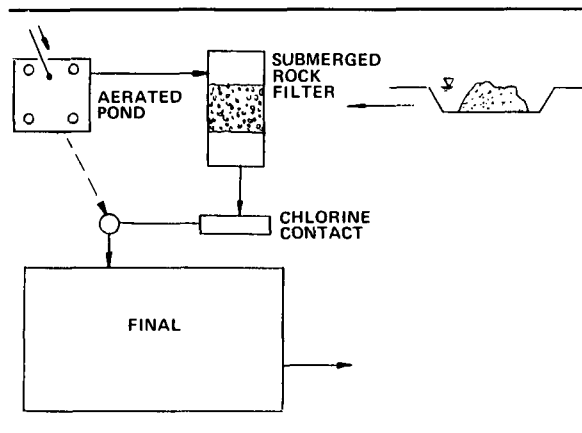 SUBMERGED
ROCK
FILTER
AERATED
POND
CHLORINE
CONTACT
FINAL